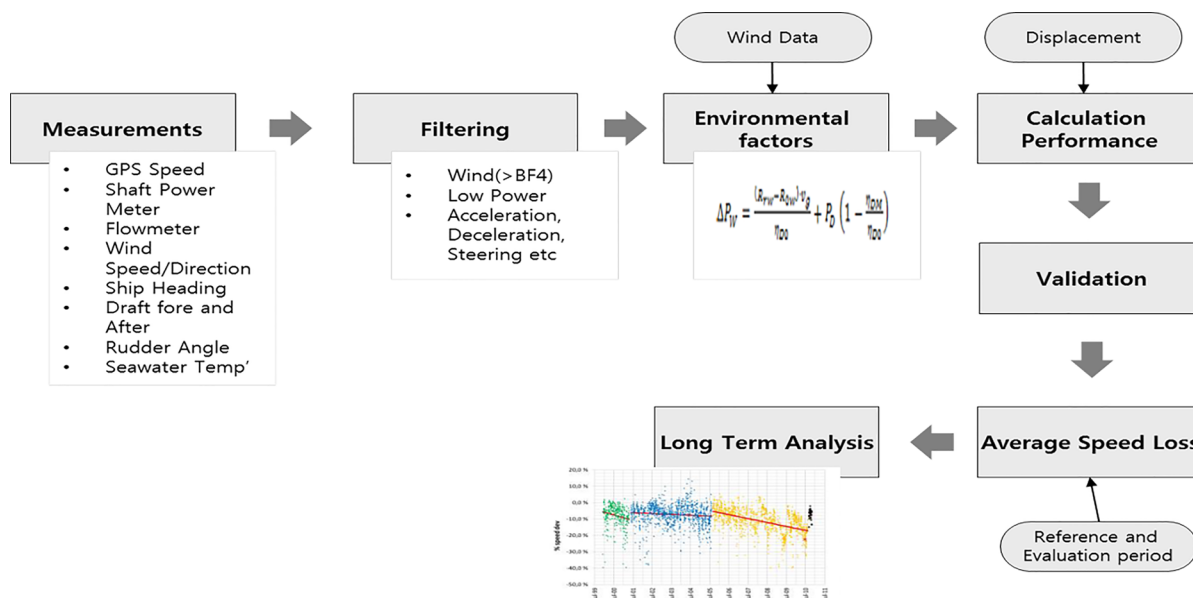 Wind Data
Displacement
Measurements
Filtering
Environmental
factors
Calculation
Performance
• GPS Speed
• Shaft Power
Meter
• Flowmeter
• Wind
Speed/Direction
• Ship Heading
• Draft fore and
After
• Rudder Angle
• Seawater Temp’
• Wind(>BF4)
• Low Power
• Acceleration,
Deceleration,
Steering etc
Validation
Long Term Analysis
Average Speed Loss
Reference and
Evaluation period
% speed dev
20,0 %
10,0 %
0,0 %
-10,0 %
-20,0 %
-30,0 %
-40,0 %
-50,0 %